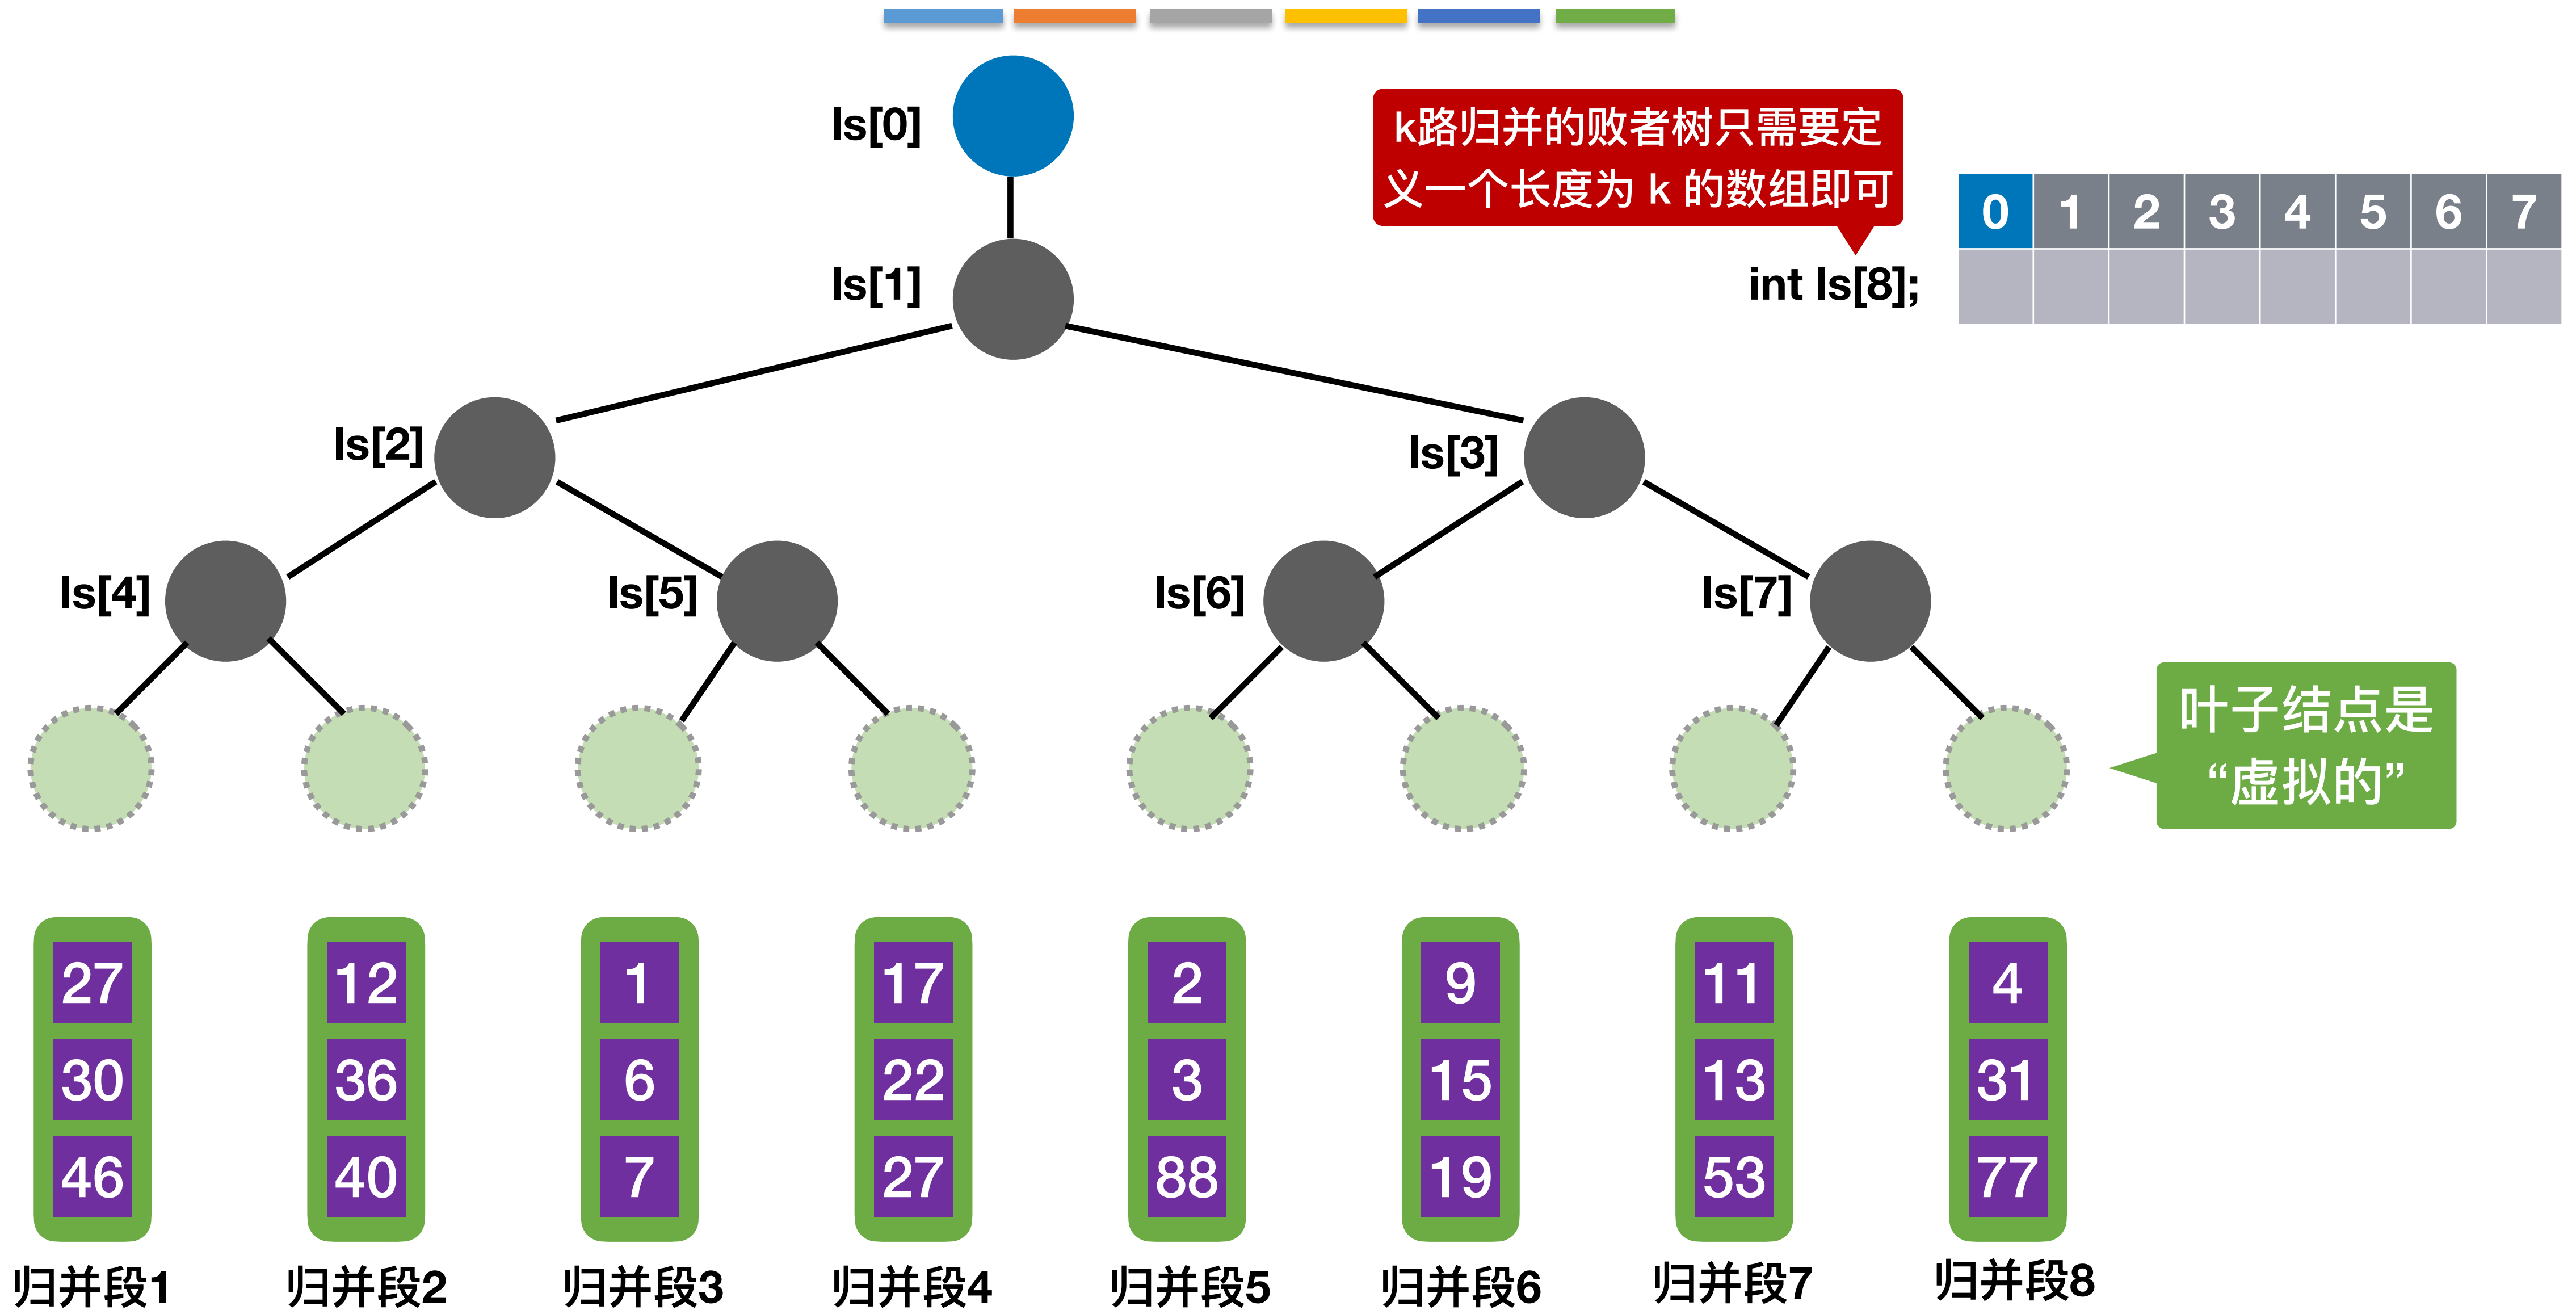 ls[0]
k路归并的败者树只需要定
义一个长度为 k 的数组即可
0 1 2 3 4 5 6 7
ls[1]
int ls[8];
ls[2]
ls[3]
ls[4]
ls[5]
ls[6]
ls[7]
叶子结点是
“虚拟的”
27 12 1 17 2 9 11 4
30 36 6 22 3 15 13 31
46 40 7 27 88 19 53 77
归并段1 归并段2 归并段3 归并段4 归并段5 归并段6 归并段7 归并段8